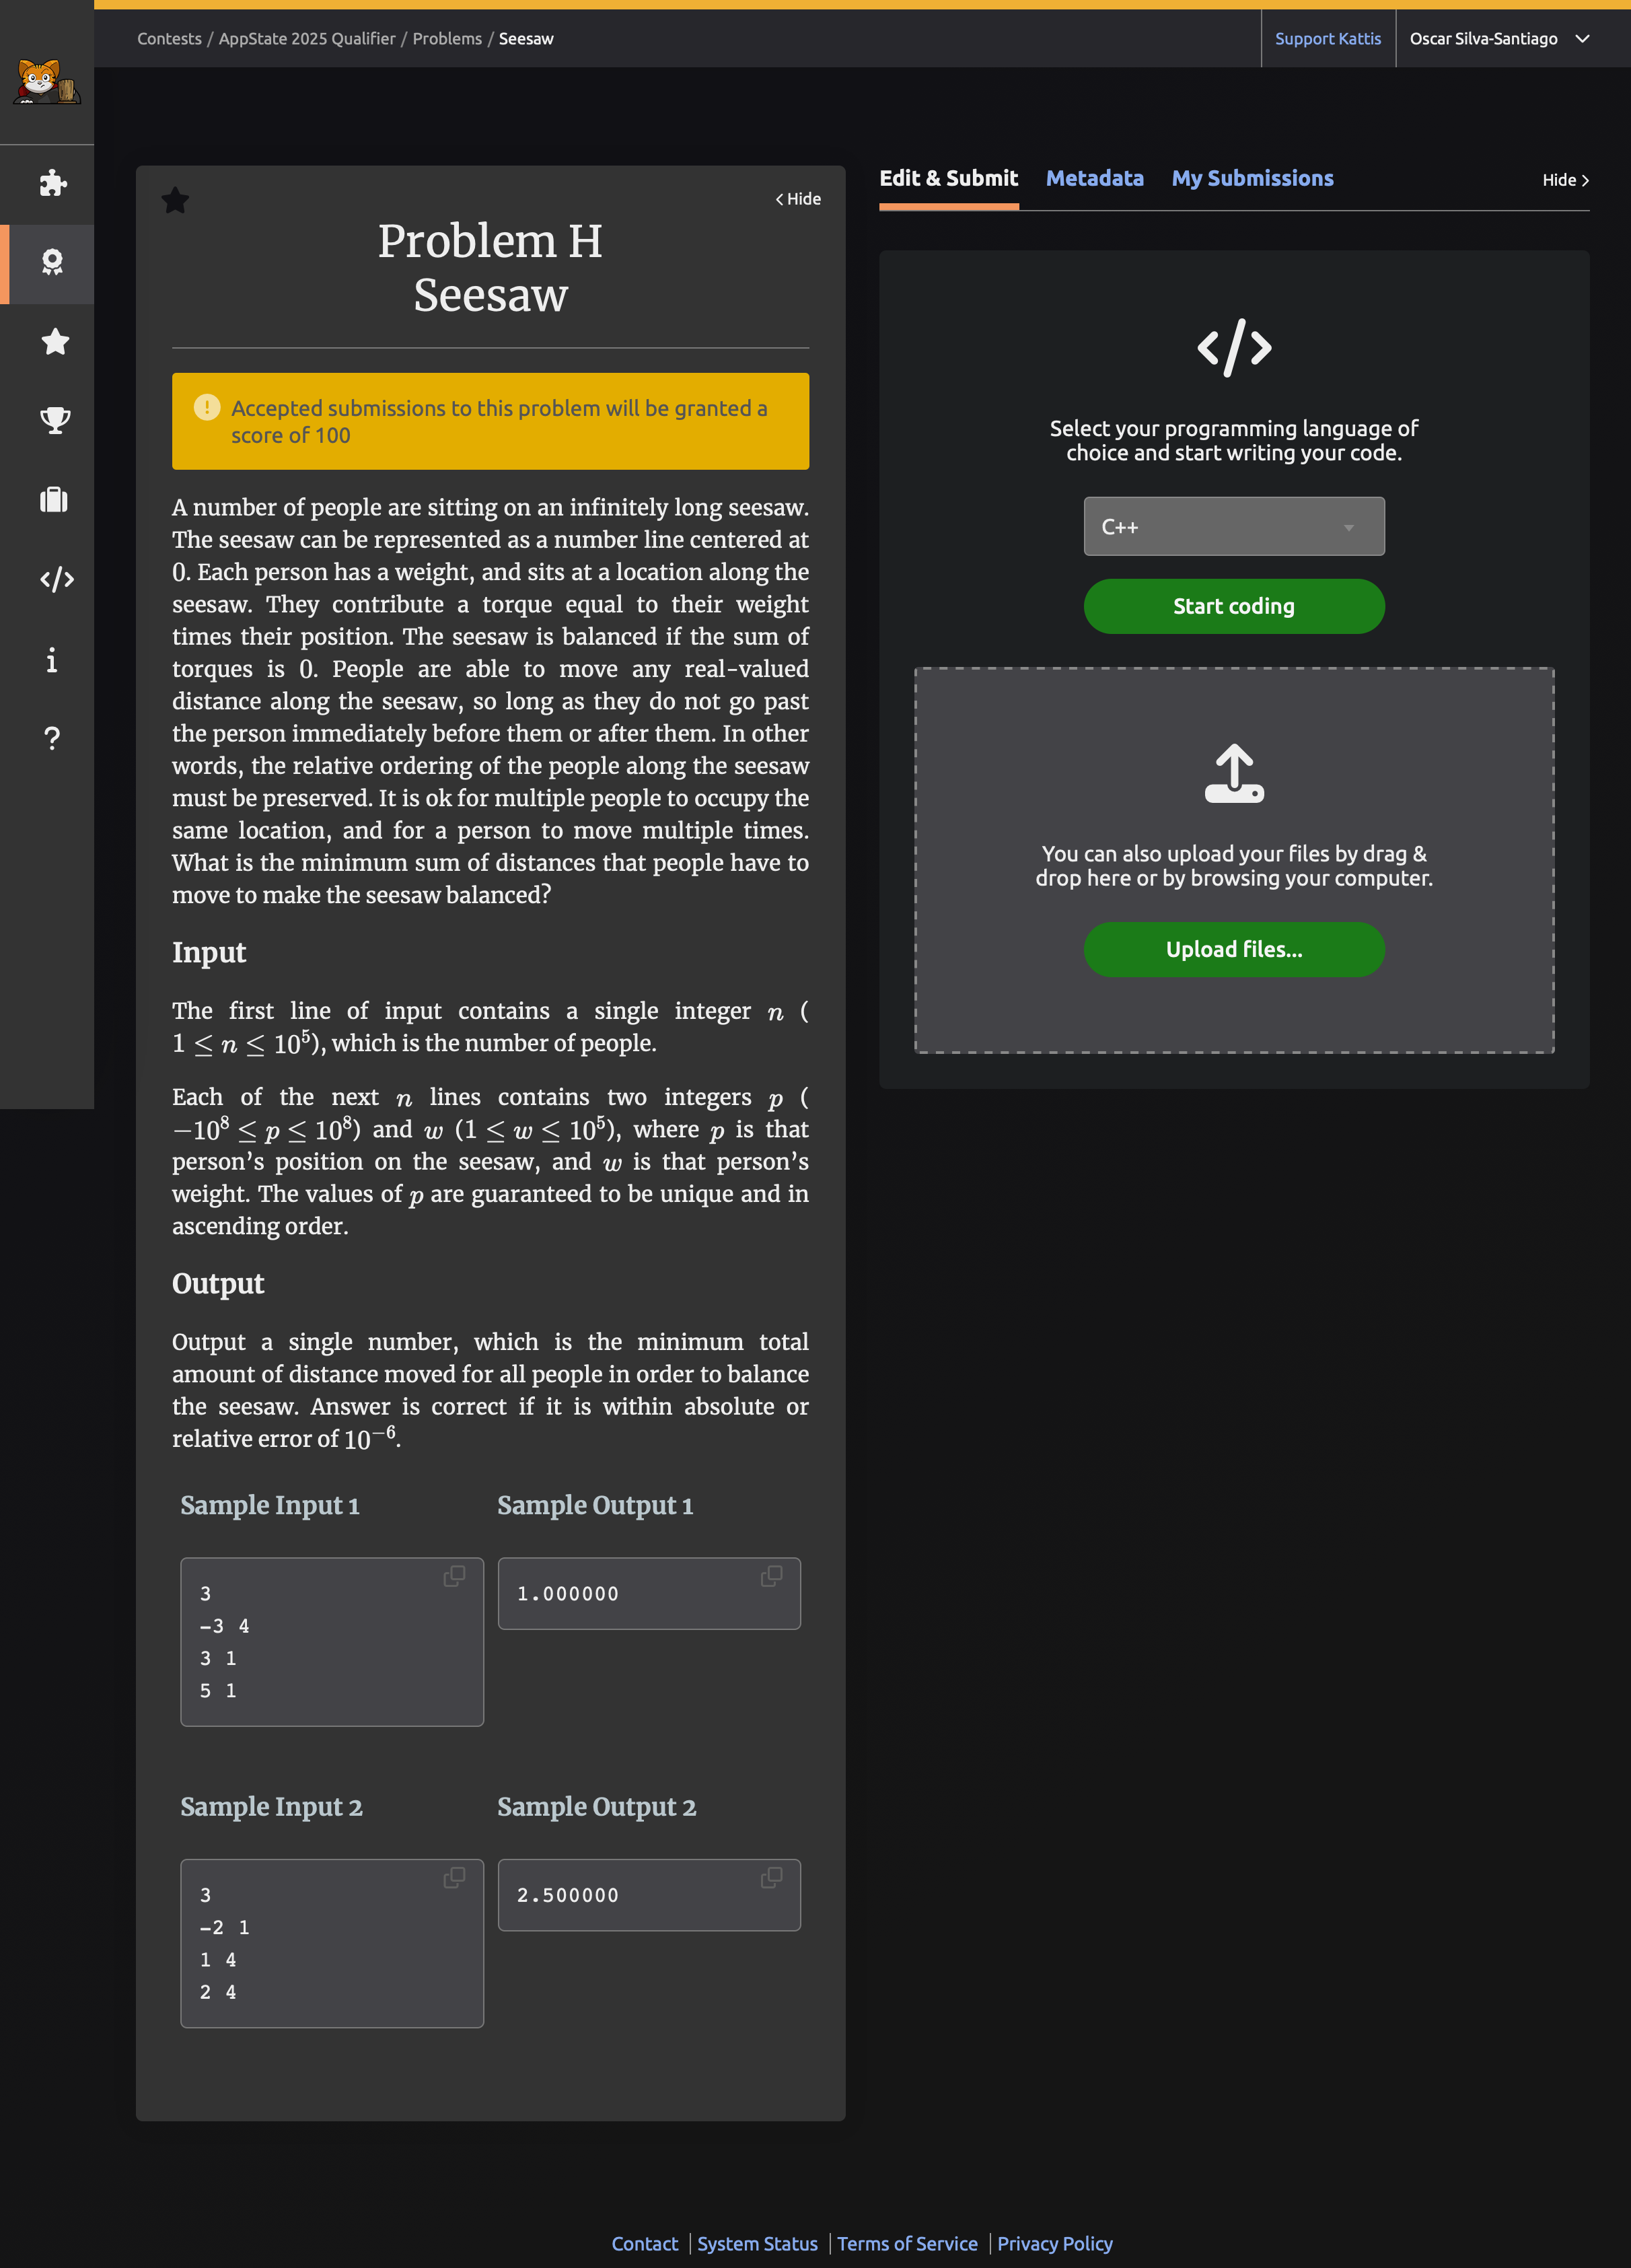 Contests / AppState 2025 Qualifier / Problems / Seesaw
Support Kattis
Oscar Silva-Santiago
Hide
Problem H
Seesaw
Accepted submissions to this problem will be granted a
score of 100
A number of people are sitting on an infinitely long seesaw.
The seesaw can be represented as a number line centered at
0. Each person has a weight, and sits at a location along the
seesaw. They contribute a torque equal to their weight
times their position. The seesaw is balanced if the sum of
torques is 0. People are able to move any real-valued
distance along the seesaw, so long as they do not go past
the person immediately before them or after them. In other
words, the relative ordering of the people along the seesaw
must be preserved. It is ok for multiple people to occupy the
same location, and for a person to move multiple times.
What is the minimum sum of distances that people have to
move to make the seesaw balanced?
Input
The first line of input contains a single integer n (
1 ≤ n ≤ 10⁵), which is the number of people.
Each of the next n lines contains two integers p (
−10⁸ ≤ p ≤ 10⁸) and w (1 ≤ w ≤ 10⁵), where p is that
person’s position on the seesaw, and w is that person’s
weight. The values of p are guaranteed to be unique and in
ascending order.
Output
Output a single number, which is the minimum total
amount of distance moved for all people in order to balance
the seesaw. Answer is correct if it is within absolute or
relative error of 10⁻⁶.
Sample Input 1
Sample Output 1
3
-3 4
3 1
5 1
1.000000
Sample Input 2
Sample Output 2
3
-2 1
1 4
2 4
2.500000
Edit & Submit
Metadata
My Submissions
Hide
Select your programming language of
choice and start writing your code.
C++
Start coding
You can also upload your files by drag &
drop here or by browsing your computer.
Upload files...
Contact | System Status | Terms of Service | Privacy Policy